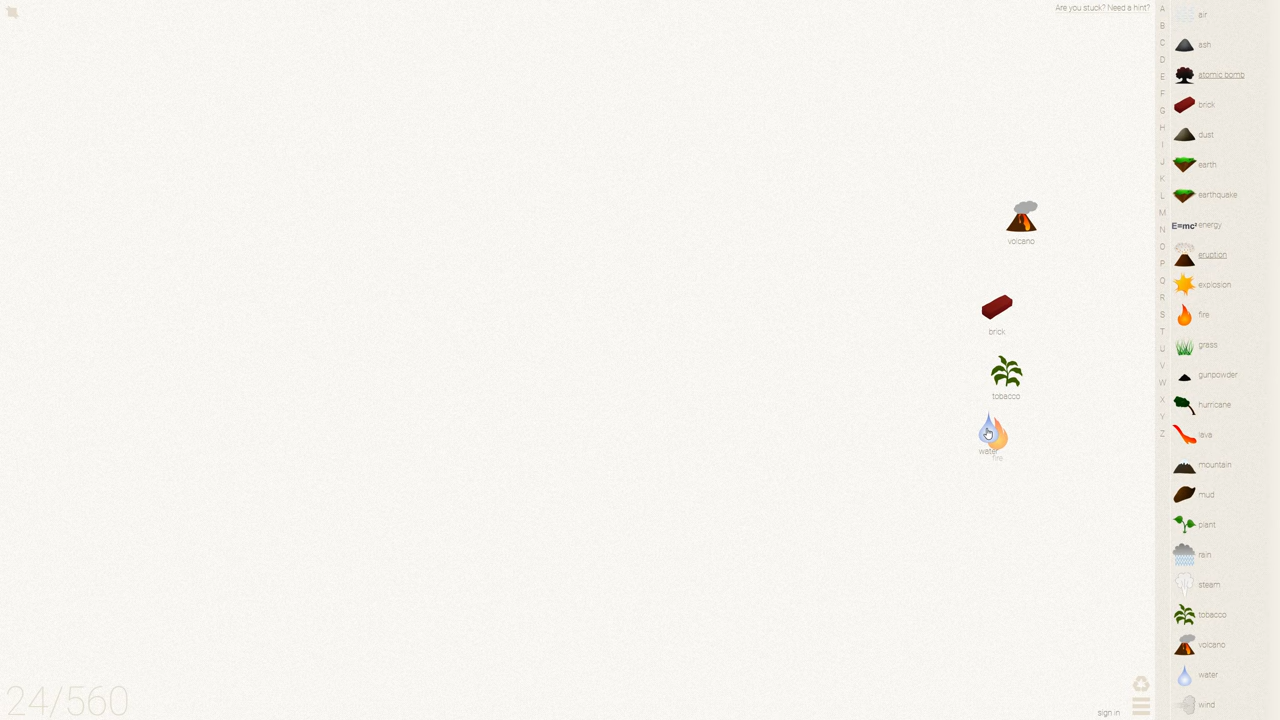 Are you stuck? Need a hint?
A
B
C
D
E
F
G
H
I
J
K
L
M
N
O
P
Q
R
S
T
U
V
W
X
Y
Z
air
ash
atomic bomb
brick
dust
earth
earthquake
E=mc² energy
eruption
explosion
fire
grass
gunpowder
hurricane
lava
mountain
mud
plant
rain
steam
tobacco
volcano
water
wind
volcano
brick
tobacco
water
fire
24/560
sign in